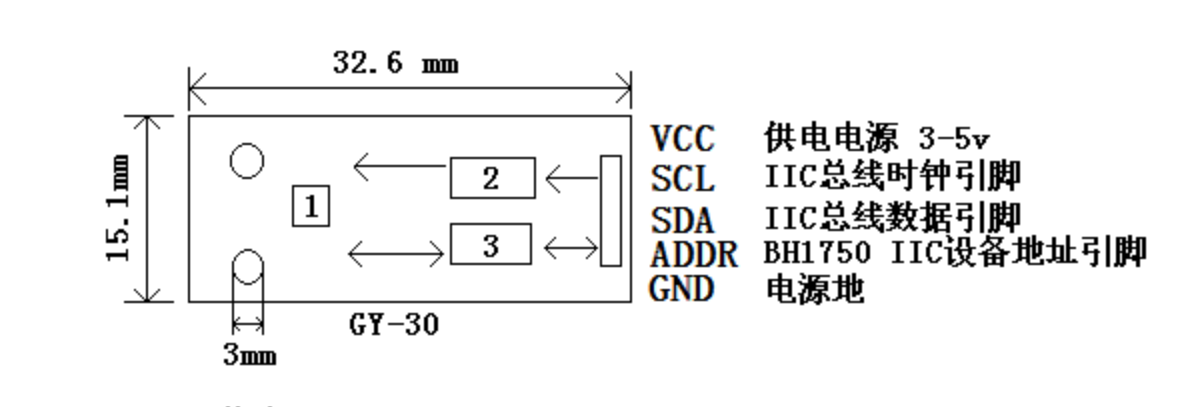 32.6 mm
15.1mm
VCC 供电电源 3-5v
SCL IIC总线时钟引脚
SDA IIC总线数据引脚
ADDR BH1750 IIC设备地址引脚
GND 电源地
1
2
3
GY-30
3mm